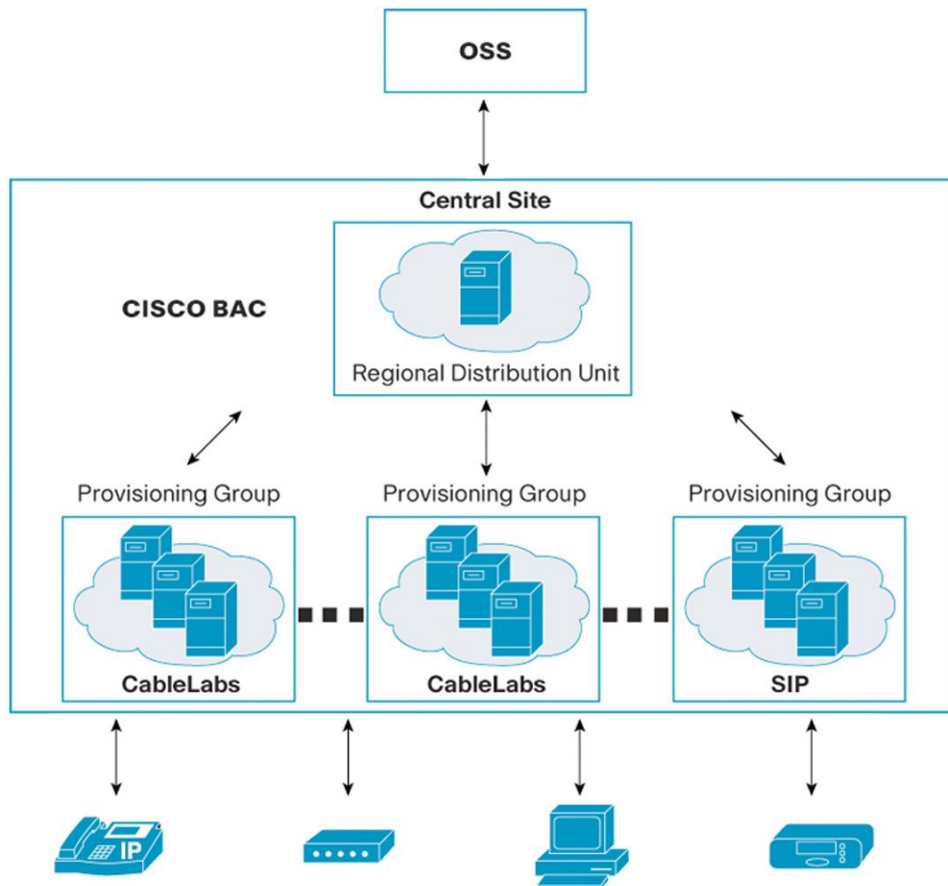 OSS
Central Site
CISCO BAC
Regional Distribution Unit
Provisioning Group
Provisioning Group
Provisioning Group
CableLabs
CableLabs
SIP
IP